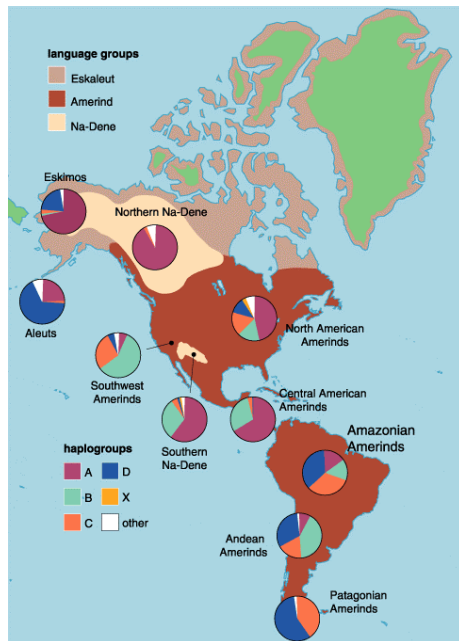 language groups
Eskaleut
Amerind
Na-Dene
Eskimos
Northern Na-Dene
Aleuts
North American
Amerinds
Southwest
Amerinds
Central American
Amerinds
Southern
Na-Dene
Amazonian
Amerinds
haplogroups
A D
B X
C other
Andean
Amerinds
Patagonian
Amerinds